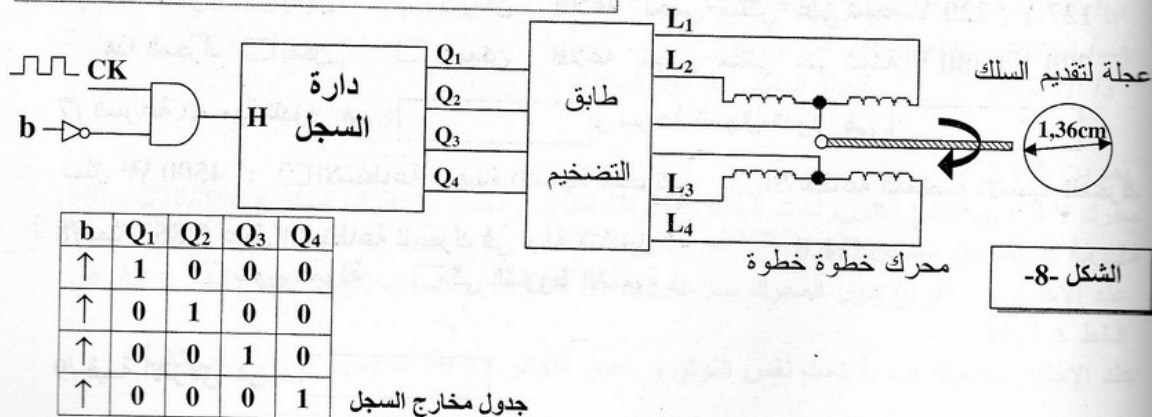 L₁
CK
Q₁
L₂
عجلة لتقديم السلك
دارة
السجل
H
Q₂
طابق
التضخيم
b
Q₃
L₃
1,36cm
Q₄
L₄
محرك خطوة خطوة
الشكل -8-
b Q₁ Q₂ Q₃ Q₄
↑ 1 0 0 0
↑ 0 1 0 0
↑ 0 0 1 0
↑ 0 0 0 1
جدول مخارج السجل